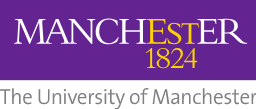 MANCHEstER
1824
The University of Manchester